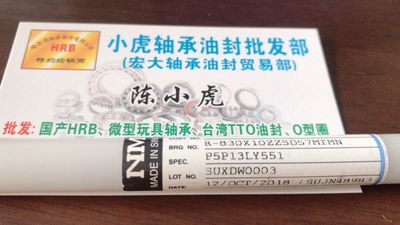 HRB
特约经销商
小虎轴承油封批发部
(宏大轴承油封贸易部)
陈小虎
批发: 国产HRB、微型玩具轴承、台湾TTO油封、O型圈
MADE IN
BRG NO. R-830X10ZZSD57MTMN
SPEC. P5P13LY551
LOT NO. SUXDW0003
12/OCT/2018